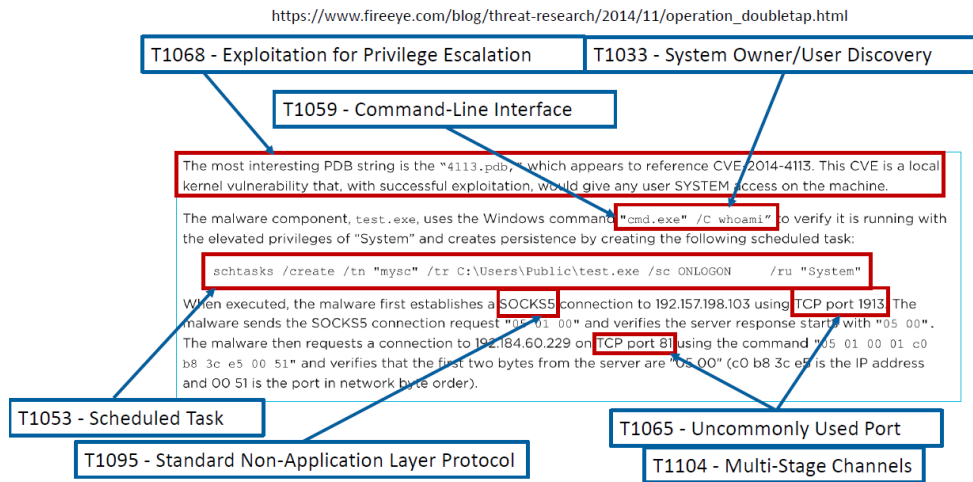 https://www.fireeye.com/blog/threat-research/2014/11/operation_doubletap.html
T1068 - Exploitation for Privilege Escalation
T1033 - System Owner/User Discovery
T1059 - Command-Line Interface
The most interesting PDB string is the "4113.pdb," which appears to reference CVE-2014-4113. This CVE is a local
kernel vulnerability that, with successful exploitation, would give any user SYSTEM access on the machine.
The malware component, test.exe, uses the Windows command "cmd.exe" /C whoami" to verify it is running with
the elevated privileges of "System" and creates persistence by creating the following scheduled task:
schtasks /create /tn "mysc" /tr C:\Users\Public\test.exe /sc ONLOGON /ru "System"
When executed, the malware first establishes a SOCKS5 connection to 192.157.198.103 using TCP port 1913. The
malware sends the SOCKS5 connection request "05 01 00" and verifies the server response starts with "05 00".
The malware then requests a connection to 192.184.60.229 on TCP port 81 using the command "05 01 00 01 c0
b8 3c e5 00 51" and verifies that the first two bytes from the server are "05 00" (c0 b8 3c e5 is the IP address
and 00 51 is the port in network byte order).
T1053 - Scheduled Task
T1065 - Uncommonly Used Port
T1095 - Standard Non-Application Layer Protocol
T1104 - Multi-Stage Channels